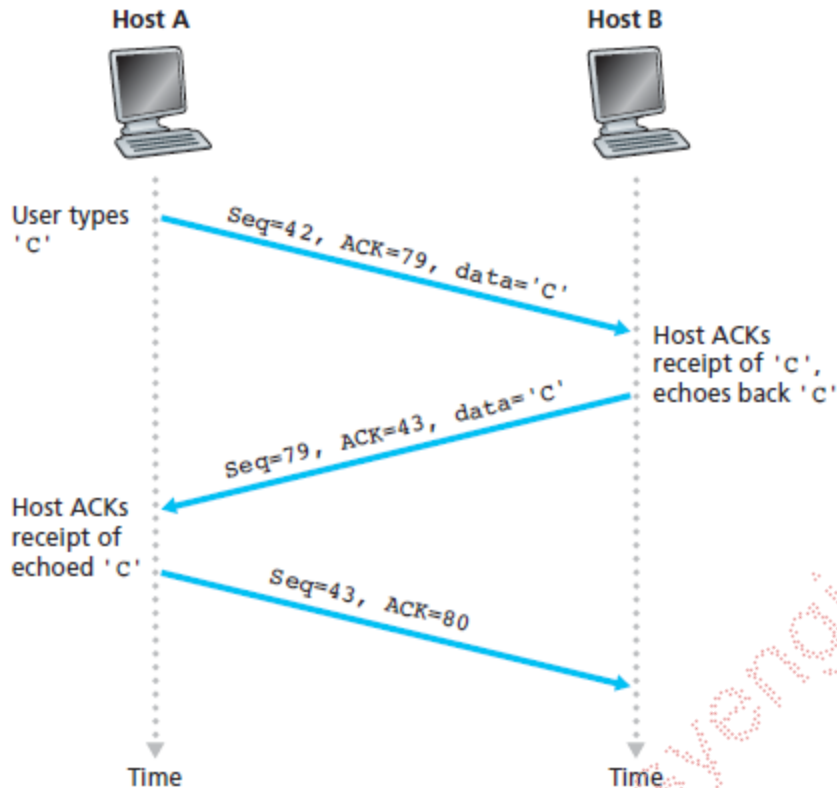 Host A
Host B
User types
'C'
Seq=42, ACK=79, data='C'
Host ACKs
receipt of 'C',
echoes back 'C'
Seq=79, ACK=43, data='C'
Host ACKs
receipt of
echoed 'C'
Seq=43, ACK=80
Time
Time